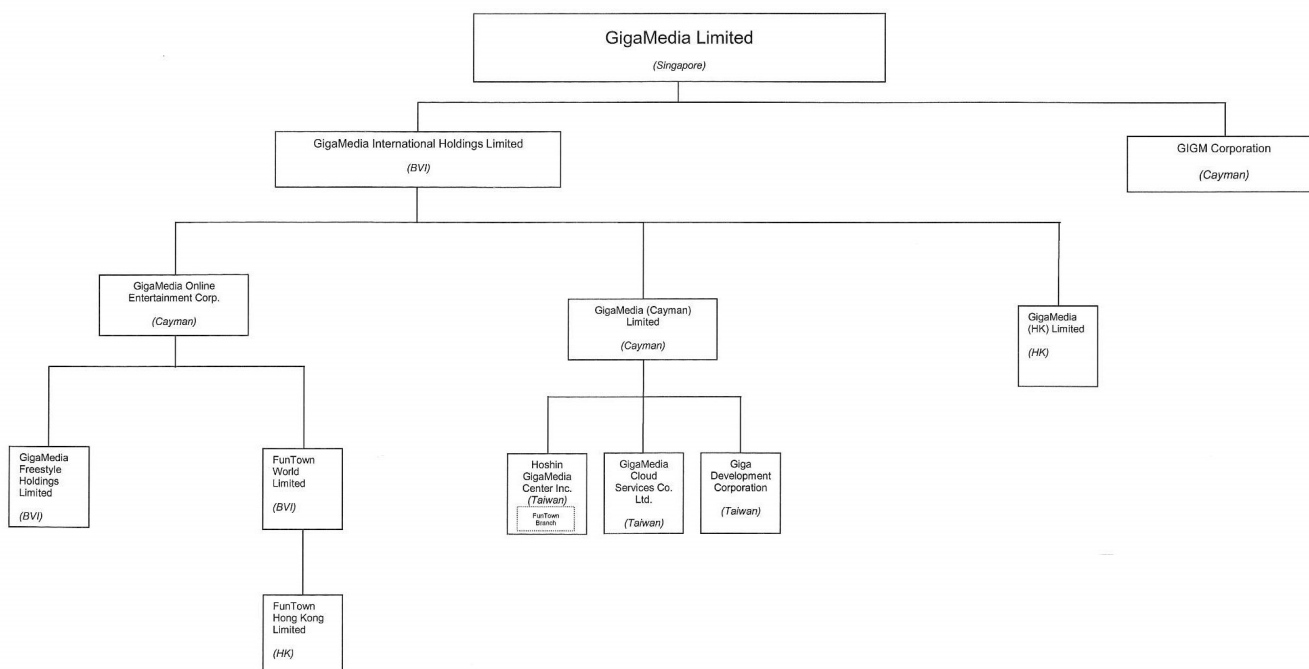 GigaMedia Limited
(Singapore)
GigaMedia International Holdings Limited
(BVI)
GIGM Corporation
(Cayman)
GigaMedia Online
Entertainment Corp.
(Cayman)
GigaMedia (Cayman)
Limited
(Cayman)
GigaMedia
(HK) Limited
(HK)
GigaMedia
Freestyle
Holdings
Limited
(BVI)
FunTown
World
Limited
(BVI)
Hoshin
GigaMedia
Center Inc.
(Taiwan)
FunTown
Branch
GigaMedia
Cloud
Services Co.
Ltd.
(Taiwan)
Giga
Development
Corporation
(Taiwan)
FunTown
Hong Kong
Limited
(HK)